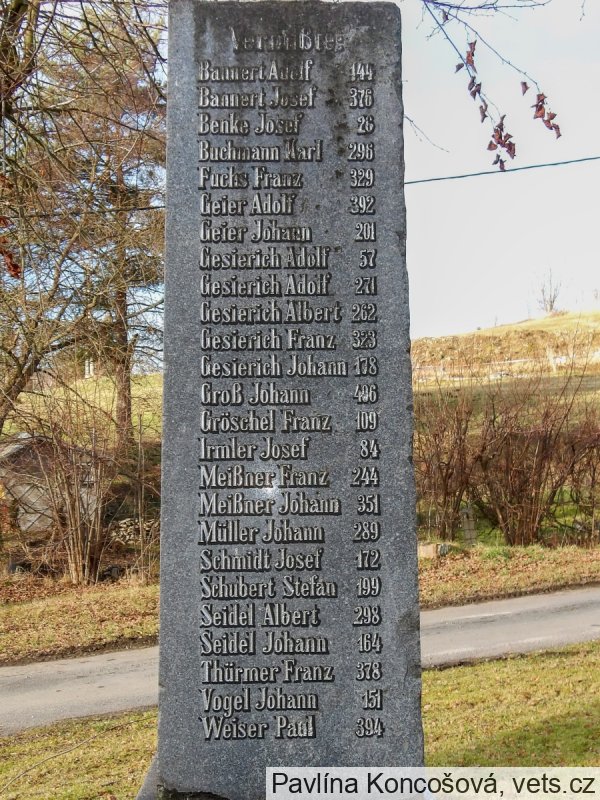 Bannert Adolf 144
Bannert Josef 376
Benke Josef 26
Buchmann Karl 296
Fuchs Franz 329
Geier Adolf 392
Geier Johann 201
Gesierich Adolf 57
Gesierich Adolf 271
Gesierich Albert 262
Gesierich Franz 323
Gesierich Johann 178
Groß Johann 496
Gröschel Franz 109
Irmler Josef 84
Meißner Franz 244
Meißner Johann 351
Müller Johann 289
Schmidt Josef 172
Schubert Stefan 199
Seidel Albert 298
Seidel Johann 164
Thürmer Franz 378
Vogel Johann 151
Weiser Paul 394
Pavlína Koncošová, vets.cz